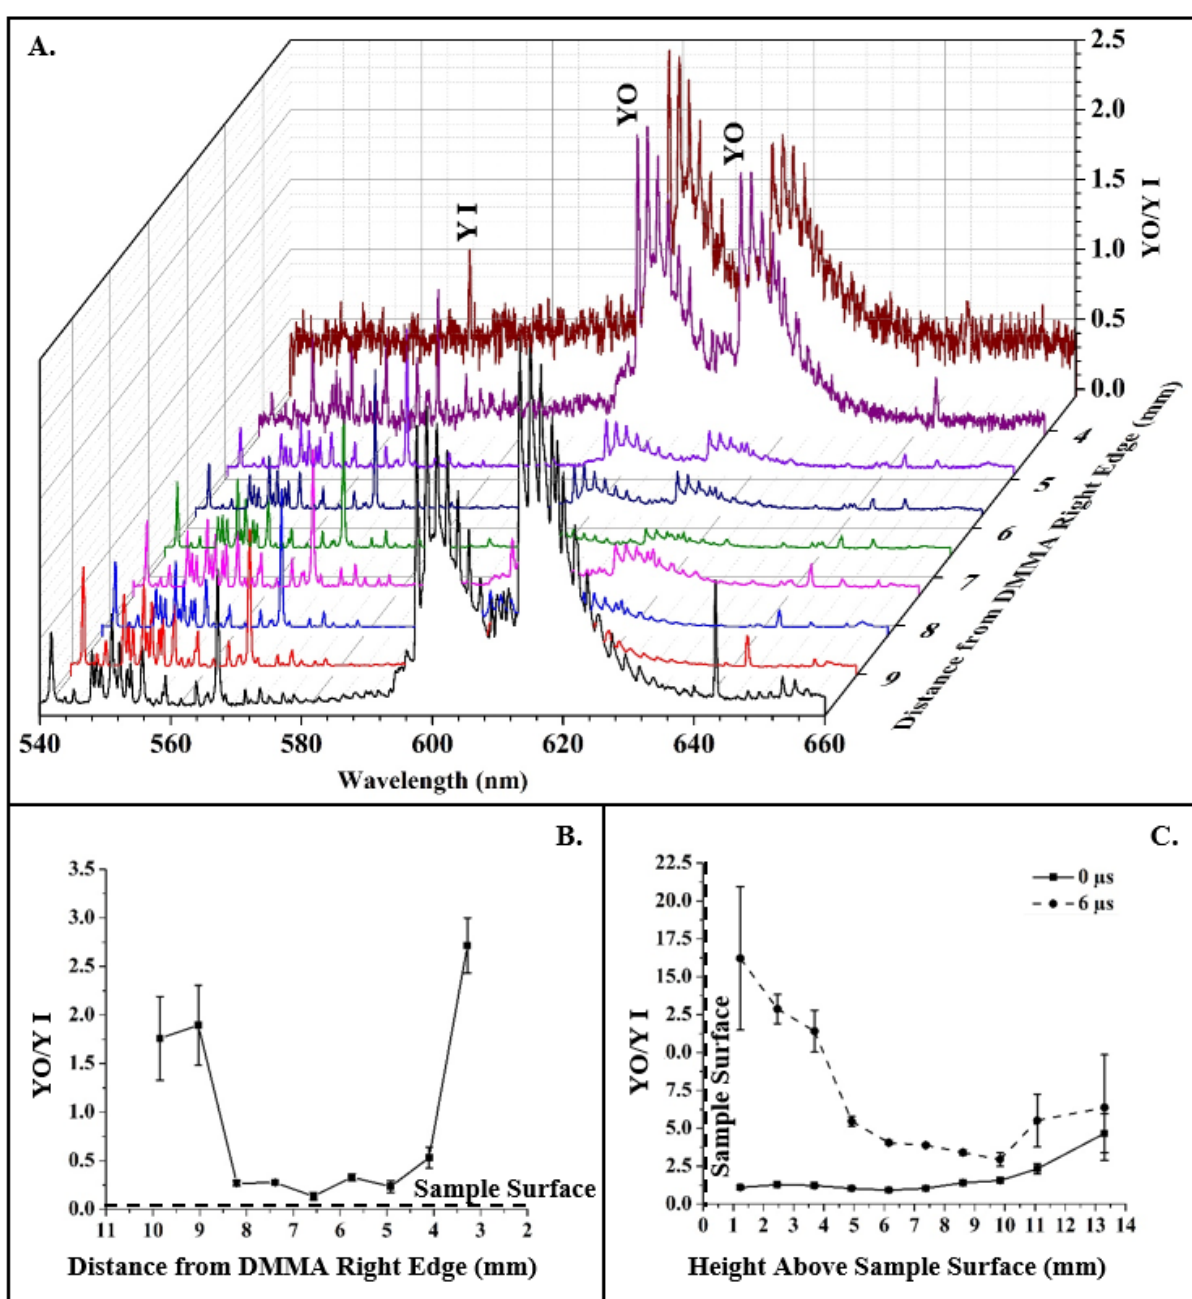 A.
2.5
2.0
1.5
1.0
0.5
0.0
YO/Y I
YO
YO
Y I
4
5
6
7
8
9
Distance from DMMA Right Edge (mm)
540 560 580 600 620 640 660
Wavelength (nm)
B.
3.5
3.0
2.5
2.0
1.5
1.0
0.5
0.0
YO/Y I
Sample Surface
11 10 9 8 7 6 5 4 3 2
Distance from DMMA Right Edge (mm)
C.
0 µs
6 µs
22.5
20.0
17.5
15.0
2.5
0.0
7.5
5.0
2.5
0.0
YO/Y I
Sample Surface
0 1 2 3 4 5 6 7 8 9 10 11 12 13 14
Height Above Sample Surface (mm)